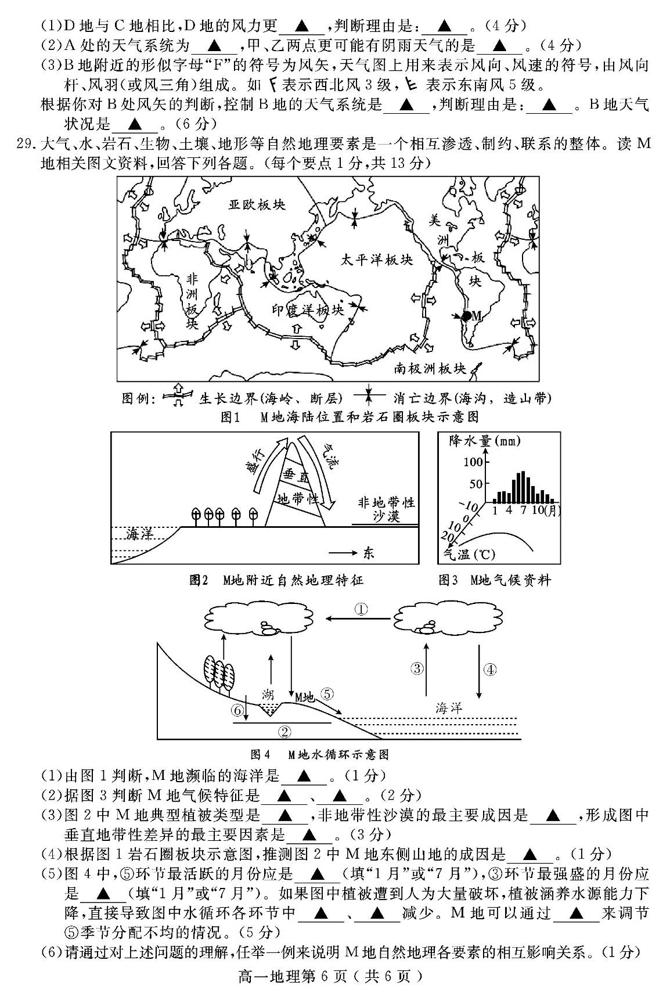 (1)D地与C地相比,D地的风力更 ▲ ,判断理由是: ▲ 。(4分)
(2)A处的天气系统为 ▲ ,甲、乙两点更可能有阴雨天气的是 ▲ 。(4分)
(3)B地附近的形似字母“F”的符号为风矢,天气图上用来表示风向、风速的符号,由风向
杆、风羽(或风三角)组成。如 表示西北风3级, 表示东南风5级。
根据你对B处风矢的判断,控制B地的天气系统是 ▲ ,判断理由是: ▲ 。B地天气
状况是 ▲ 。(6分)
29.大气、水、岩石、生物、土壤、地形等自然地理要素是一个相互渗透、制约、联系的整体。读M
地相关图文资料,回答下列各题。(每个要点1分,共13分)
亚欧板块
美洲板块
太平洋板块
非洲板块
印度洋板块
M
南极洲板块
图例: 生长边界(海岭、断层) 消亡边界(海沟,造山带)
图1 M地海陆位置和岩石圈板块示意图
盛行
气流
垂直
地带性
非地带性
沙漠
海洋
东
图2 M地附近自然地理特征
降水量(mm)
100
50
-10
0
10
20
1 4 7 10(月)
气温(℃)
图3 M地气候资料
①
③
④
湖
M地
⑤
⑥
海洋
②
图4 M地水循环示意图
(1)由图1判断,M地濒临的海洋是 ▲ 。(1分)
(2)据图3判断M地气候特征是 ▲ 、 ▲ 。(2分)
(3)图2中M地典型植被类型是 ▲ ,非地带性沙漠的最主要成因是 ▲ ,形成图中
垂直地带性差异的最主要因素是 ▲ 。(3分)
(4)根据图1岩石圈板块示意图,推测图2中M地东侧山地的成因是 ▲ 。(1分)
(5)图4中,⑤环节最活跃的月份应是 ▲ (填“1月”或“7月”),③环节最强盛的月份应
是 ▲ (填“1月”或“7月”)。如果图中植被遭到人为大量破坏,植被涵养水源能力下
降,直接导致图中水循环各环节中 ▲ 、 ▲ 减少。M地可以通过 ▲ 来调节
⑤季节分配不均的情况。(5分)
(6)请通过对上述问题的理解,任举一例来说明M地自然地理各要素的相互影响关系。(1分)
高一地理第6页(共6页)